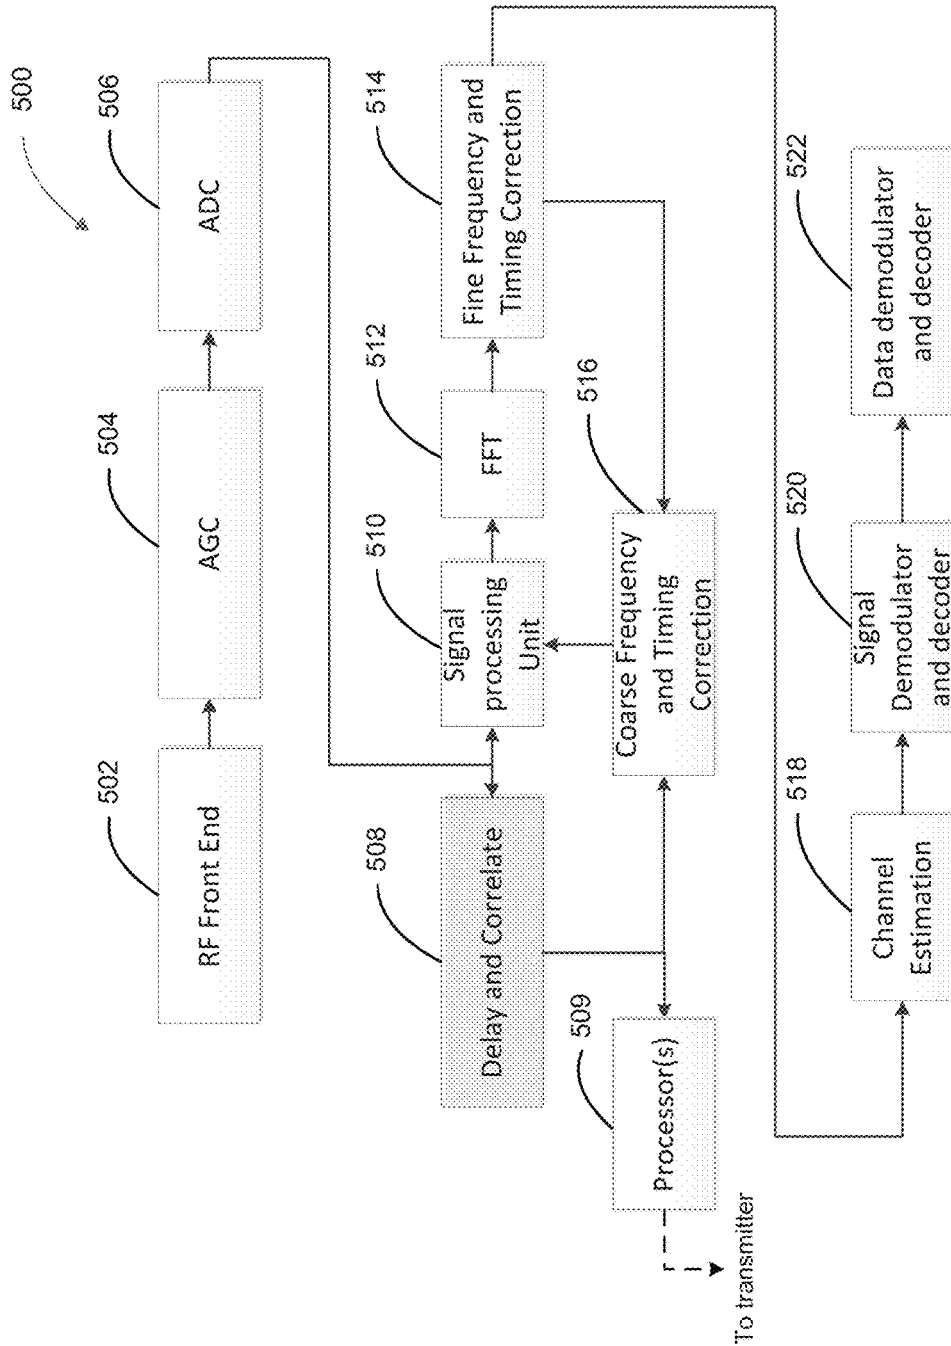 500
502
RF Front End
504
AGC
506
ADC
508
Delay and Correlate
510
Signal
processing
Unit
512
FFT
514
Fine Frequency and
Timing Correction
509
Processor(s)
To transmitter
516
Coarse Frequency
and Timing
Correction
518
Channel
Estimation
520
Signal
Demodulator
and decoder
522
Data demodulator
and decoder